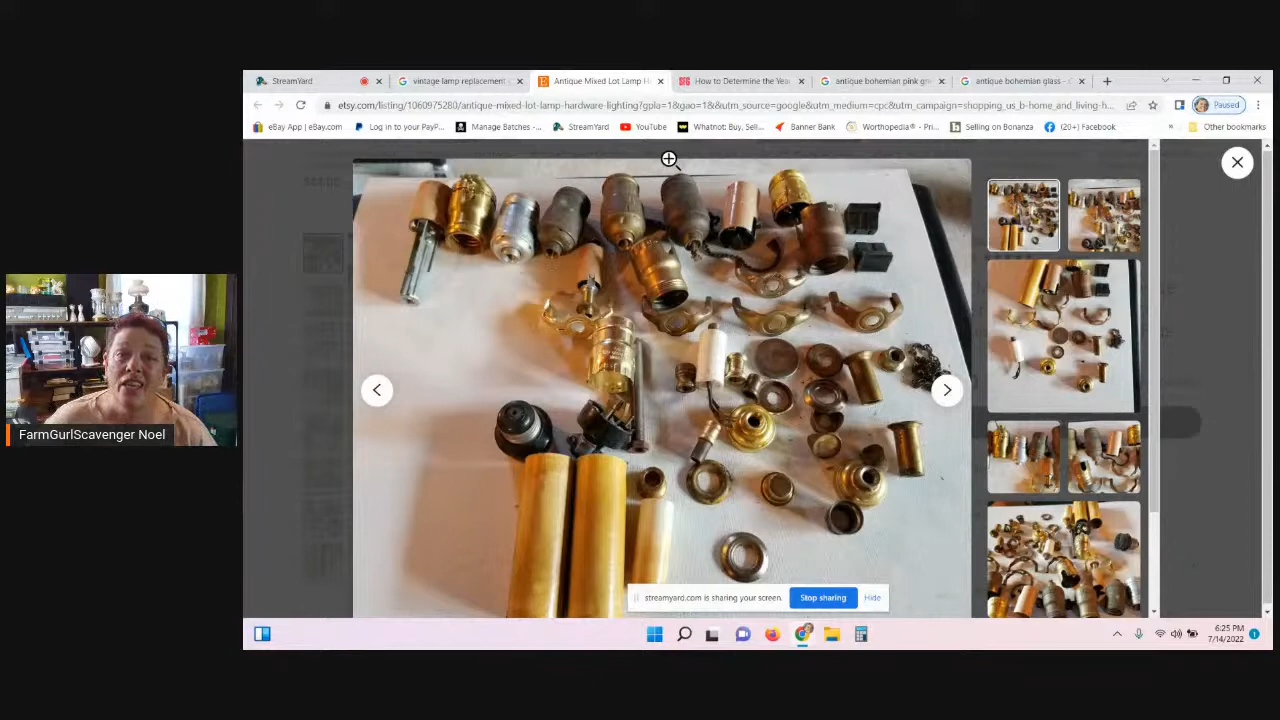 StreamYard
vintage lamp replacement -
Antique Mixed Lot Lamp H
How to Determine the Yea
antique bohemian pink gr
antique bohemian glass -
etsy.com/listing/1060975280/antique-mixed-lot-lamp-hardware-lighting?gpla=1&gao=1&&utm_source=google&utm_medium=cpc&utm_campaign=shopping_us_b-home_and_living-h...
Paused
eBay App | eBay.com
Log in to your PayP...
Manage Batches -...
StreamYard
YouTube
Whatnot: Buy, Sell...
Banner Bank
Worthopedia® - Pri...
Selling on Bonanza
(20+) Facebook
»
Other bookmarks
FarmGurlScavenger Noel
streamyard.com is sharing your screen.
Stop sharing
Hide
6:25 PM
7/14/2022
1